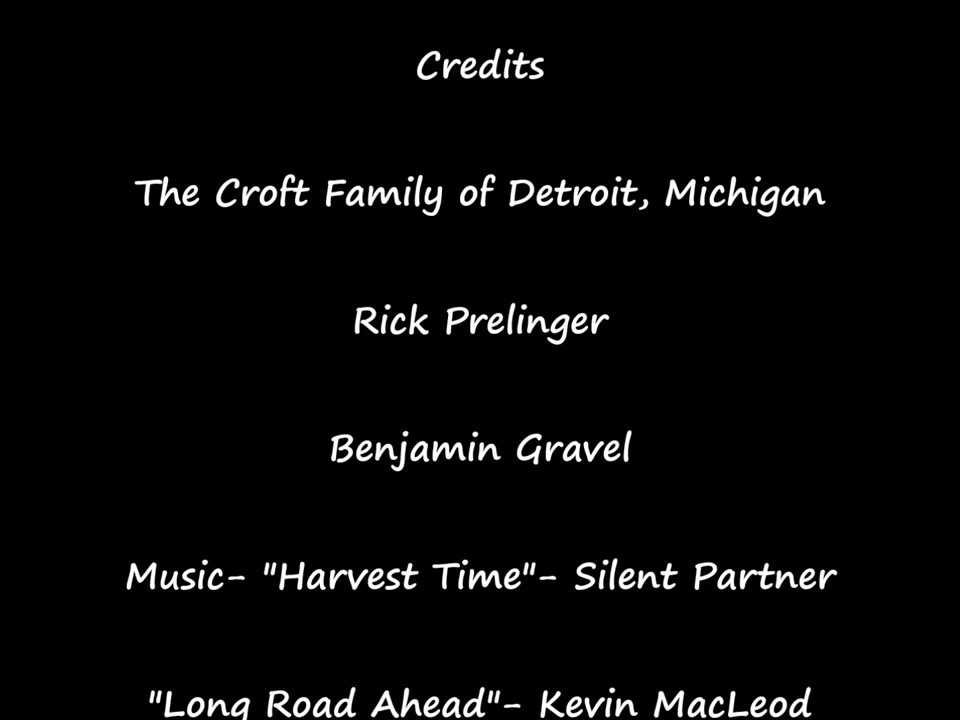 Credits
The Croft Family of Detroit, Michigan
Rick Prelinger
Benjamin Gravel
Music- "Harvest Time"- Silent Partner
"Long Road Ahead"- Kevin MacLeod